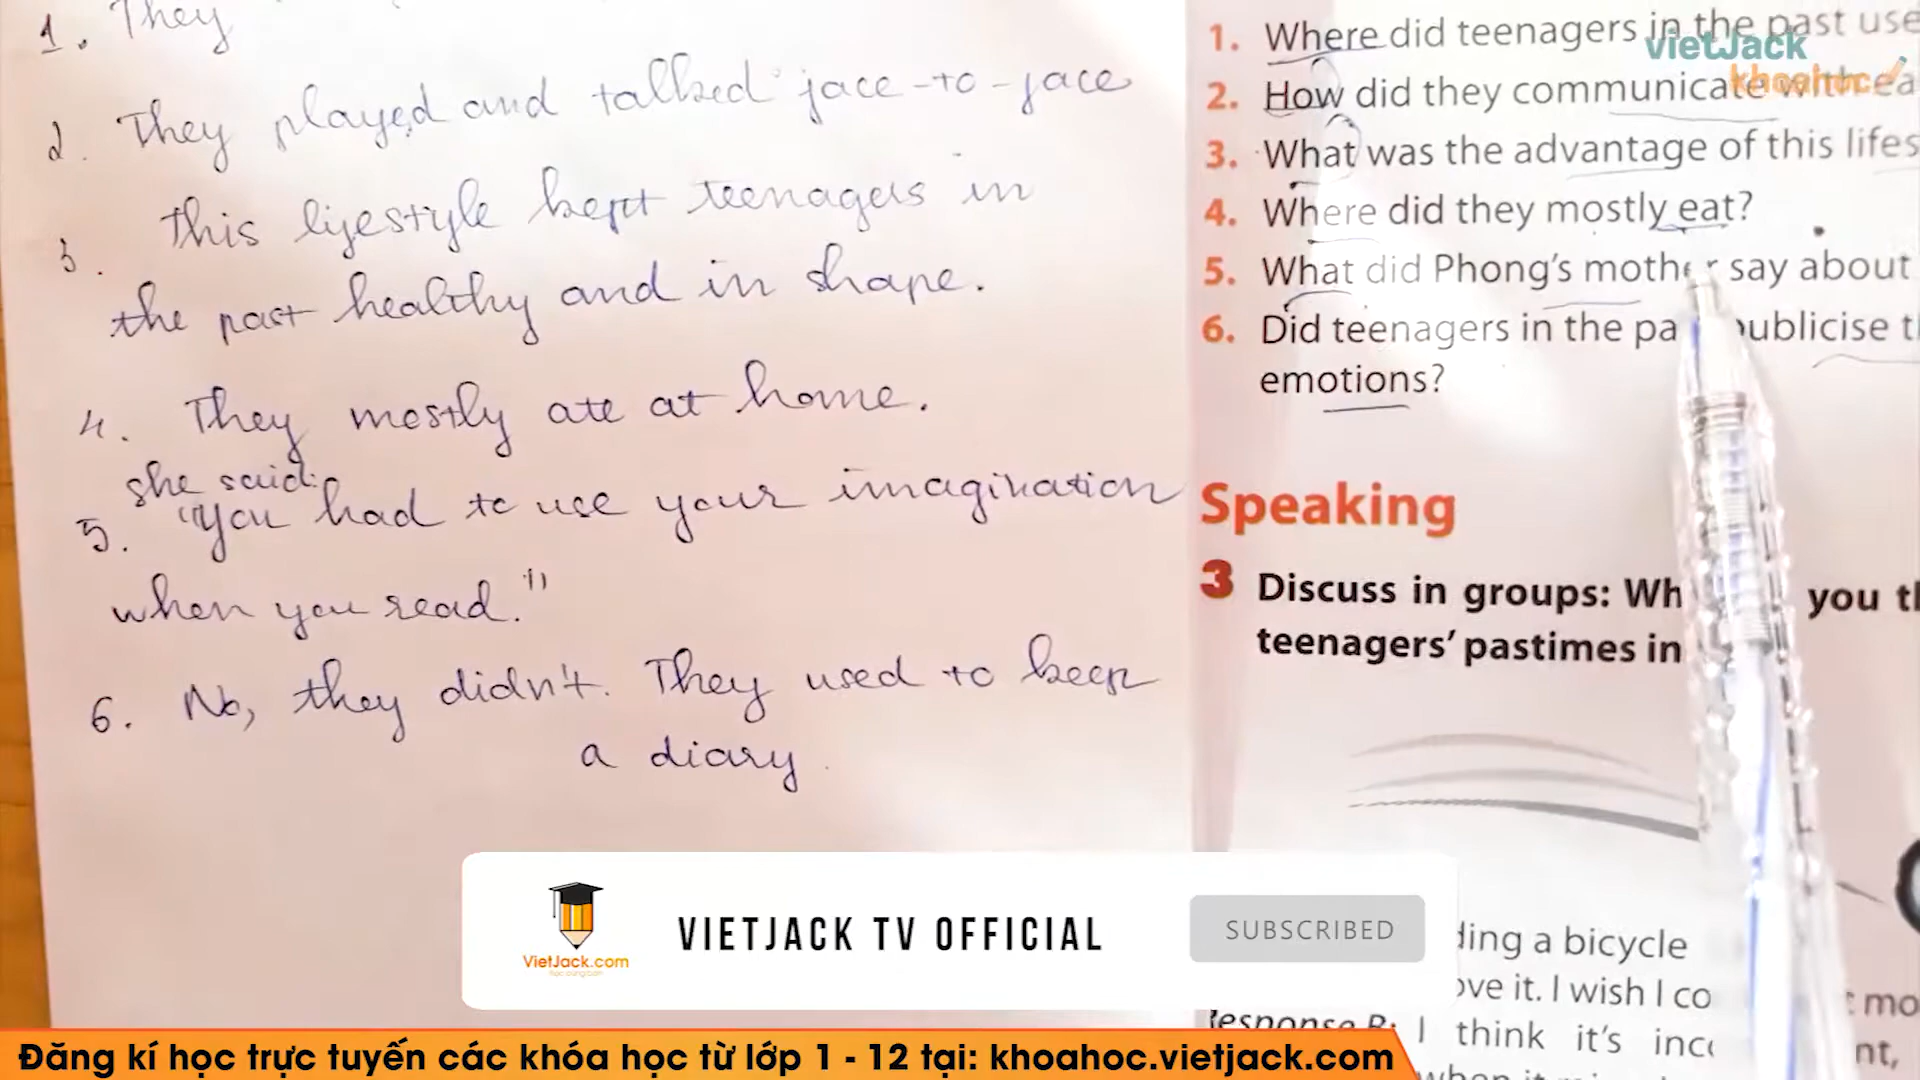 1. They
2. They played and talked face-to-face
3. This lifestyle kept teenagers in
the past healthy and in shape.
4. They mostly ate at home.
she said:
5. "You had to use your imagination
when you read."
6. No, they didn't. They used to keep
a diary
1. Where did teenagers in the past use
2. How did they communicate with ea
3. What was the advantage of this lifes
4. Where did they mostly eat?
5. What did Phong's mother say about
6. Did teenagers in the pa publicise t
emotions?
Speaking
3 Discuss in groups: Wh you t
teenagers' pastimes in
ding a bicycle
ove it. I wish I co t mo
Response B: I think it's inc nt,
when it
vietJack
khoahoc
VietJack.com
VIETJACK TV OFFICIAL
SUBSCRIBED
Đăng kí học trực tuyến các khóa học từ lớp 1 - 12 tại: khoahoc.vietjack.com